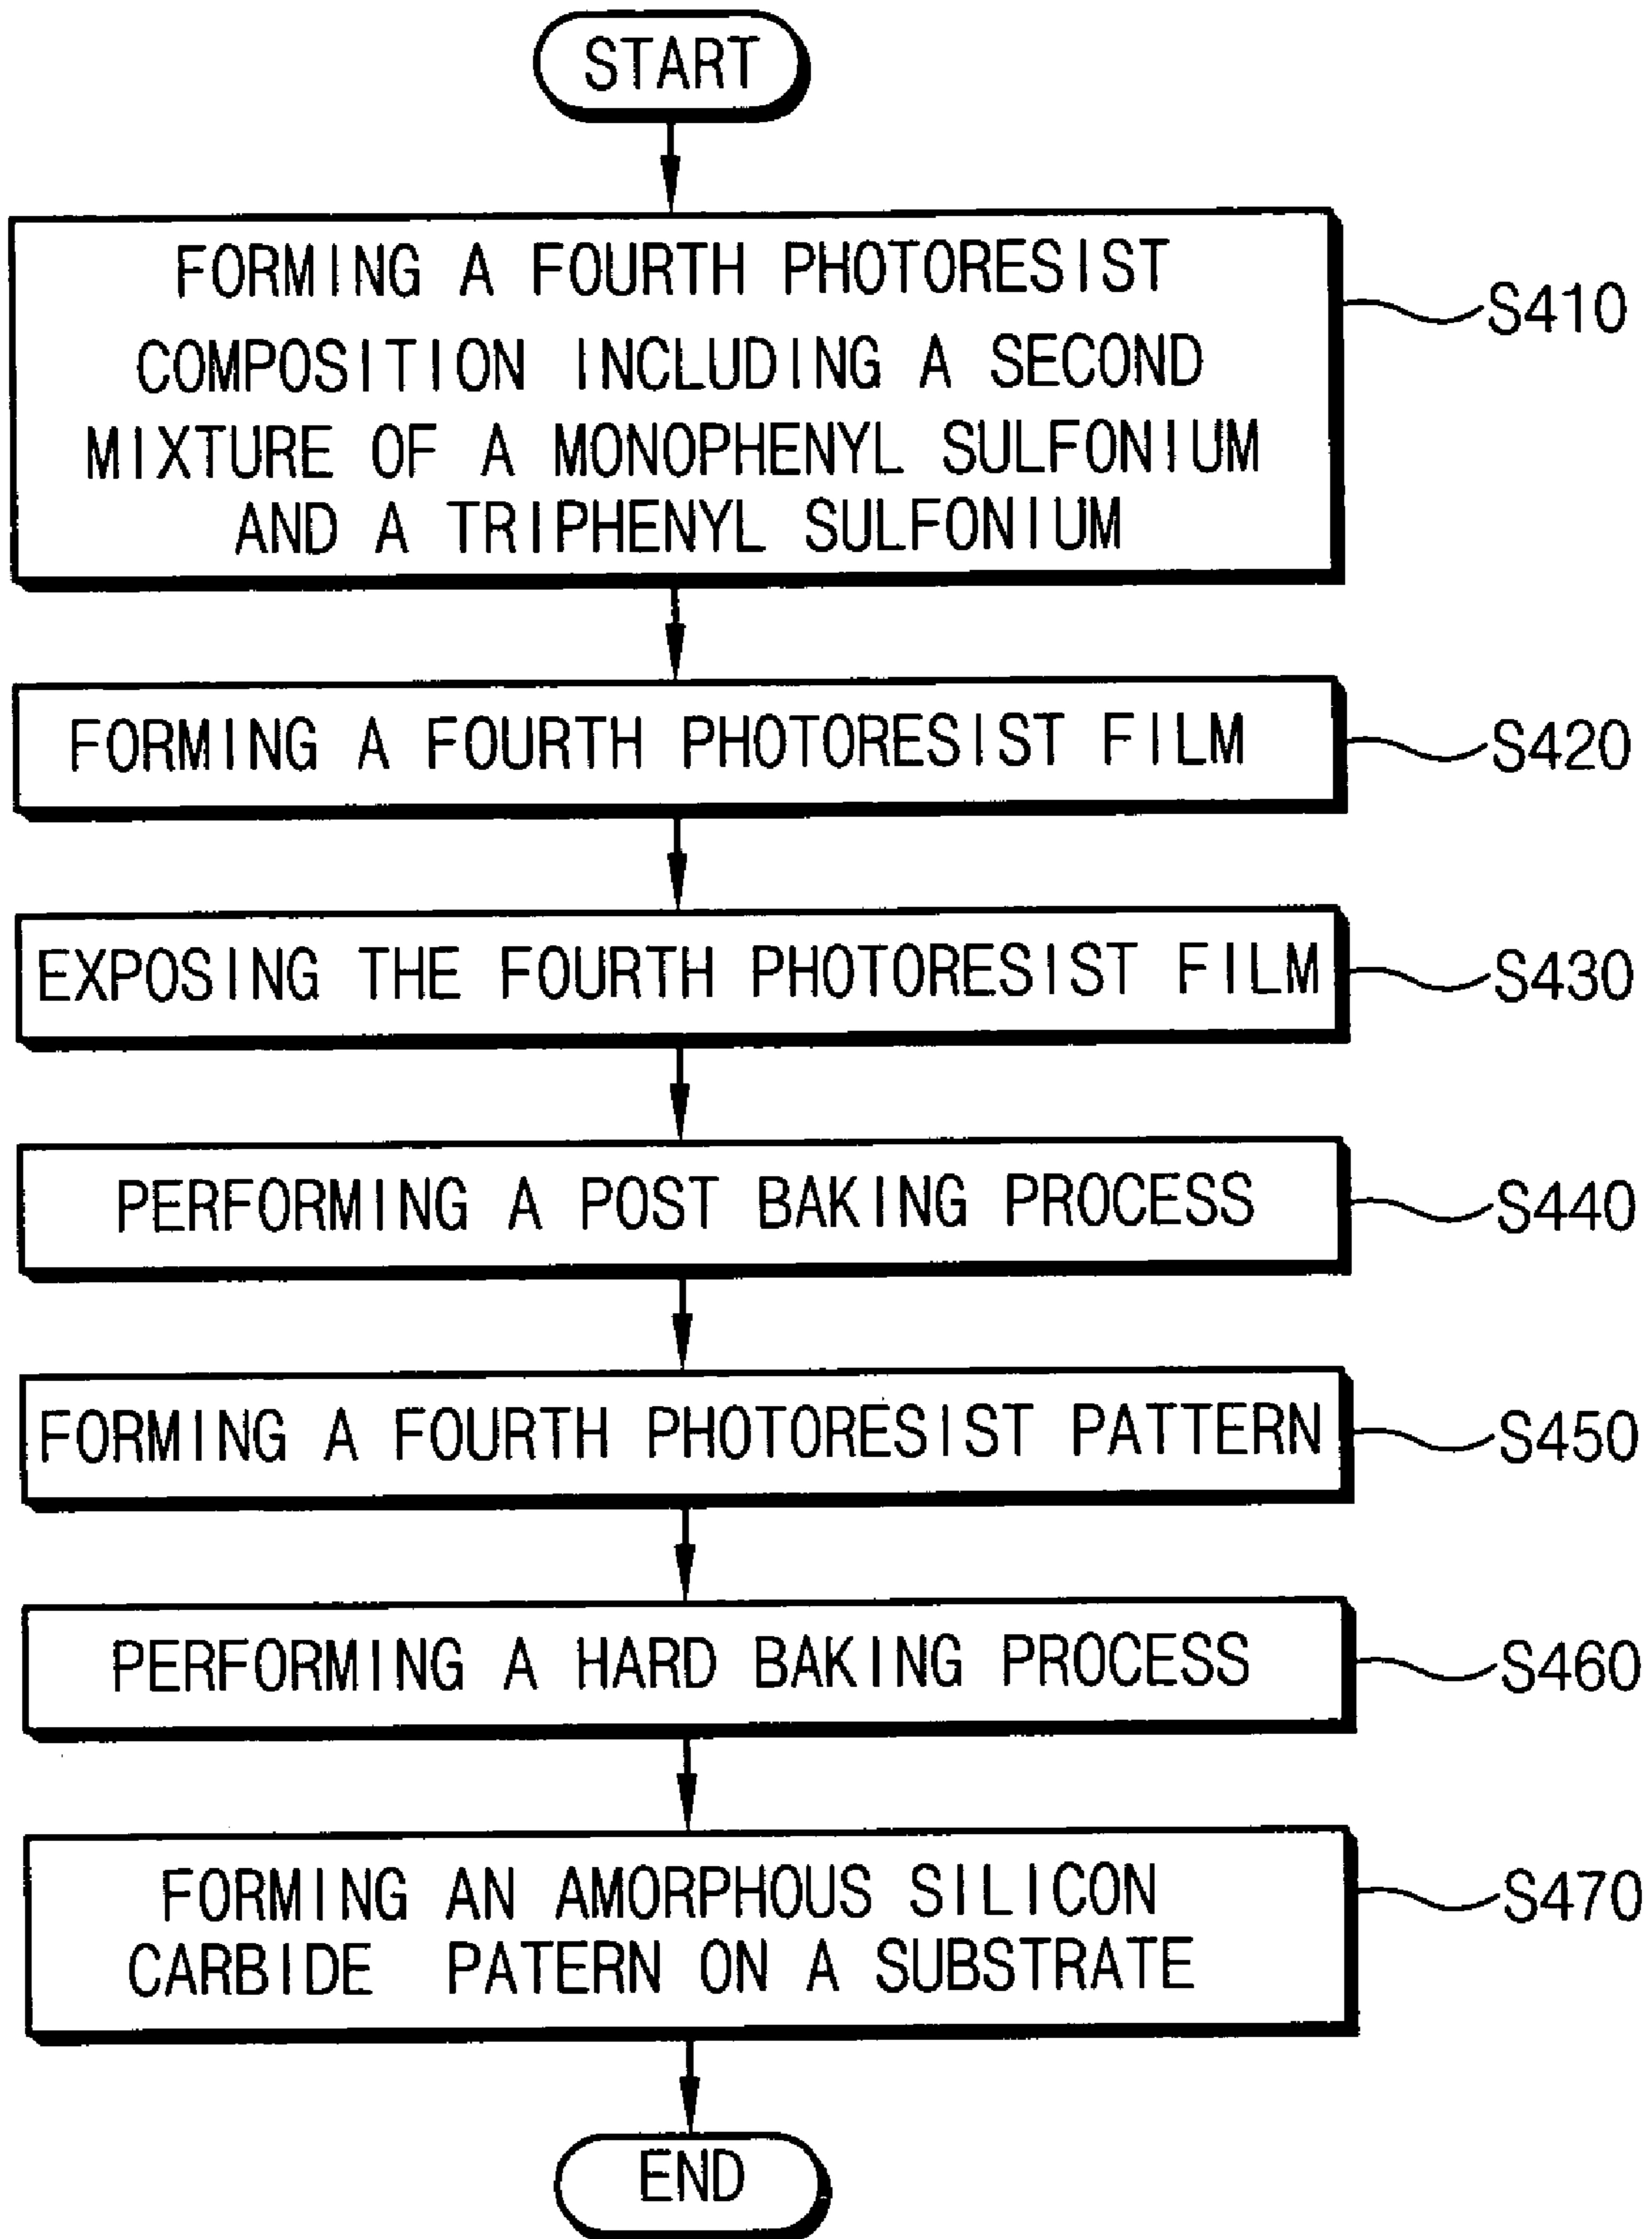 START
FORMING A FOURTH PHOTORESIST
COMPOSITION INCLUDING A SECOND
MIXTURE OF A MONOPHENYL SULFONIUM
AND A TRIPHENYL SULFONIUM
S410
FORMING A FOURTH PHOTORESIST FILM
S420
EXPOSING THE FOURTH PHOTORESIST FILM
S430
PERFORMING A POST BAKING PROCESS
S440
FORMING A FOURTH PHOTORESIST PATTERN
S450
PERFORMING A HARD BAKING PROCESS
S460
FORMING AN AMORPHOUS SILICON
CARBIDE PATERN ON A SUBSTRATE
S470
END